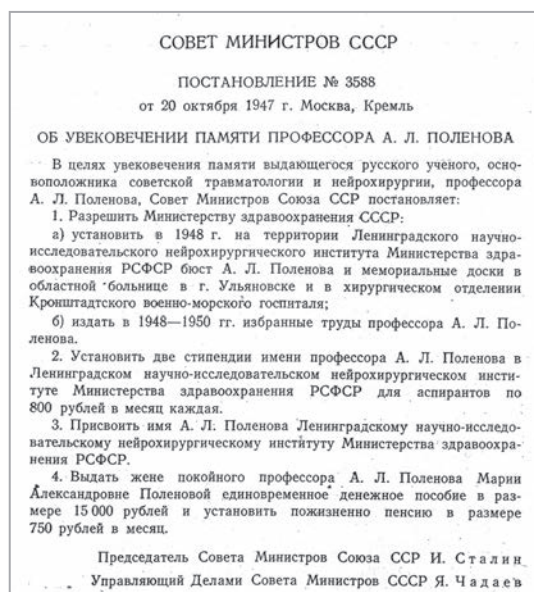 СОВЕТ МИНИСТРОВ СССР
ПОСТАНОВЛЕНИЕ № 3588
от 20 октября 1947 г. Москва, Кремль
ОБ УВЕКОВЕЧЕНИИ ПАМЯТИ ПРОФЕССОРА А. Л. ПОЛЕНОВА
В целях увековечения памяти выдающегося русского ученого, осно-
воположника советской травматологии и нейрохирургии, профессора
А. Л. Поленова, Совет Министров Союза ССР постановляет:
1. Разрешить Министерству здравоохранения СССР:
а) установить в 1948 г. на территории Ленинградского научно-
исследовательского нейрохирургического института Министерства здра-
воохранения РСФСР бюст А. Л. Поленова и мемориальные доски в
областной больнице в г. Ульяновске и в хирургическом отделении
Кронштадтского военно-морского госпиталя;
б) издать в 1948—1950 гг. избранные труды профессора А. Л. По-
ленова.
2. Установить две стипендии имени профессора А. Л. Поленова в
Ленинградском научно-исследовательском нейрохирургическом инсти-
туте Министерства здравоохранения РСФСР для аспирантов по
800 рублей в месяц каждая.
3. Присвоить имя А. Л. Поленова Ленинградскому научно-исследо-
вательскому нейрохирургическому институту Министерства здравоохра-
нения РСФСР.
4. Выдать жене покойного профессора А. Л. Поленова Марии
Александровне Поленовой единовременное денежное пособие в раз-
мере 15 000 рублей и установить пожизненно пенсию в размере
750 рублей в месяц.
Председатель Совета Министров Союза ССР И. Сталин
Управляющий Делами Совета Министров СССР Я. Чадаев